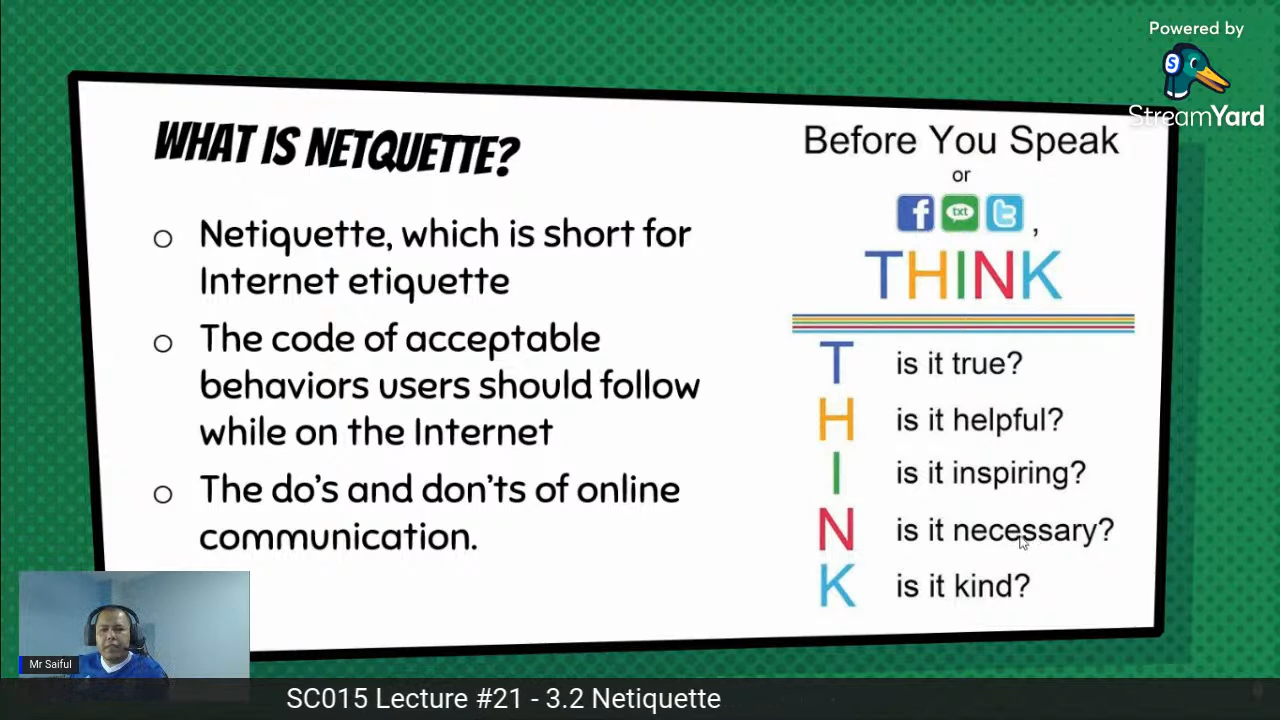 Powered by
StreamYard
WHAT IS NETQUETTE?
o Netiquette, which is short for
Internet etiquette
o The code of acceptable
behaviors users should follow
while on the Internet
o The do's and don'ts of online
communication.
Before You Speak
or
f txt t ,
THINK
T is it true?
H is it helpful?
I is it inspiring?
N is it necessary?
K is it kind?
Mr Saiful
SC015 Lecture #21 - 3.2 Netiquette